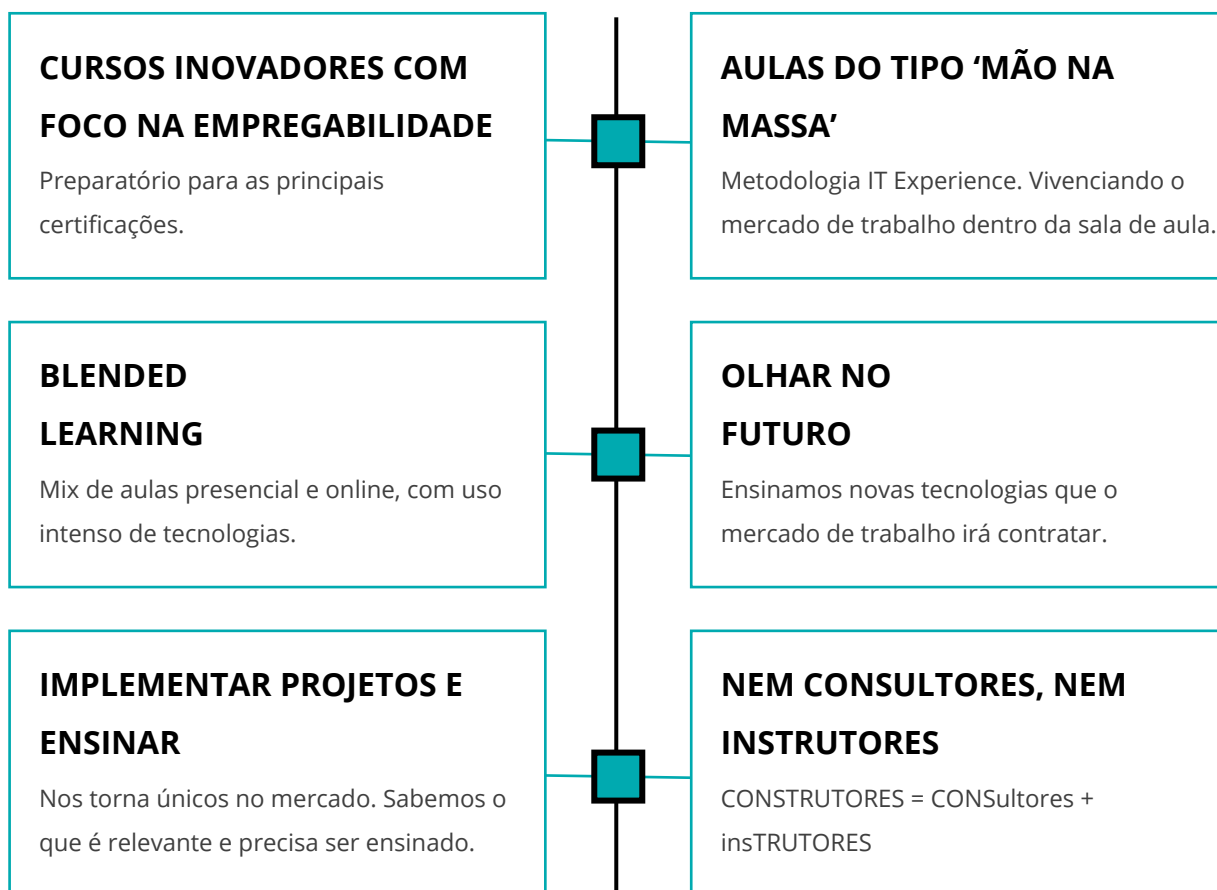 CURSOS INOVADORES COM
FOCO NA EMPREGABILIDADE
Preparatório para as principais
certificações.
AULAS DO TIPO ‘MÃO NA
MASSA’
Metodologia IT Experience. Vivenciando o
mercado de trabalho dentro da sala de aula.
BLENDED
LEARNING
Mix de aulas presencial e online, com uso
intenso de tecnologias.
OLHAR NO
FUTURO
Ensinamos novas tecnologias que o
mercado de trabalho irá contratar.
IMPLEMENTAR PROJETOS E
ENSINAR
Nos torna únicos no mercado. Sabemos o
que é relevante e precisa ser ensinado.
NEM CONSULTORES, NEM
INSTRUTORES
CONSTRUTORES = CONSultores +
insTRUTORES